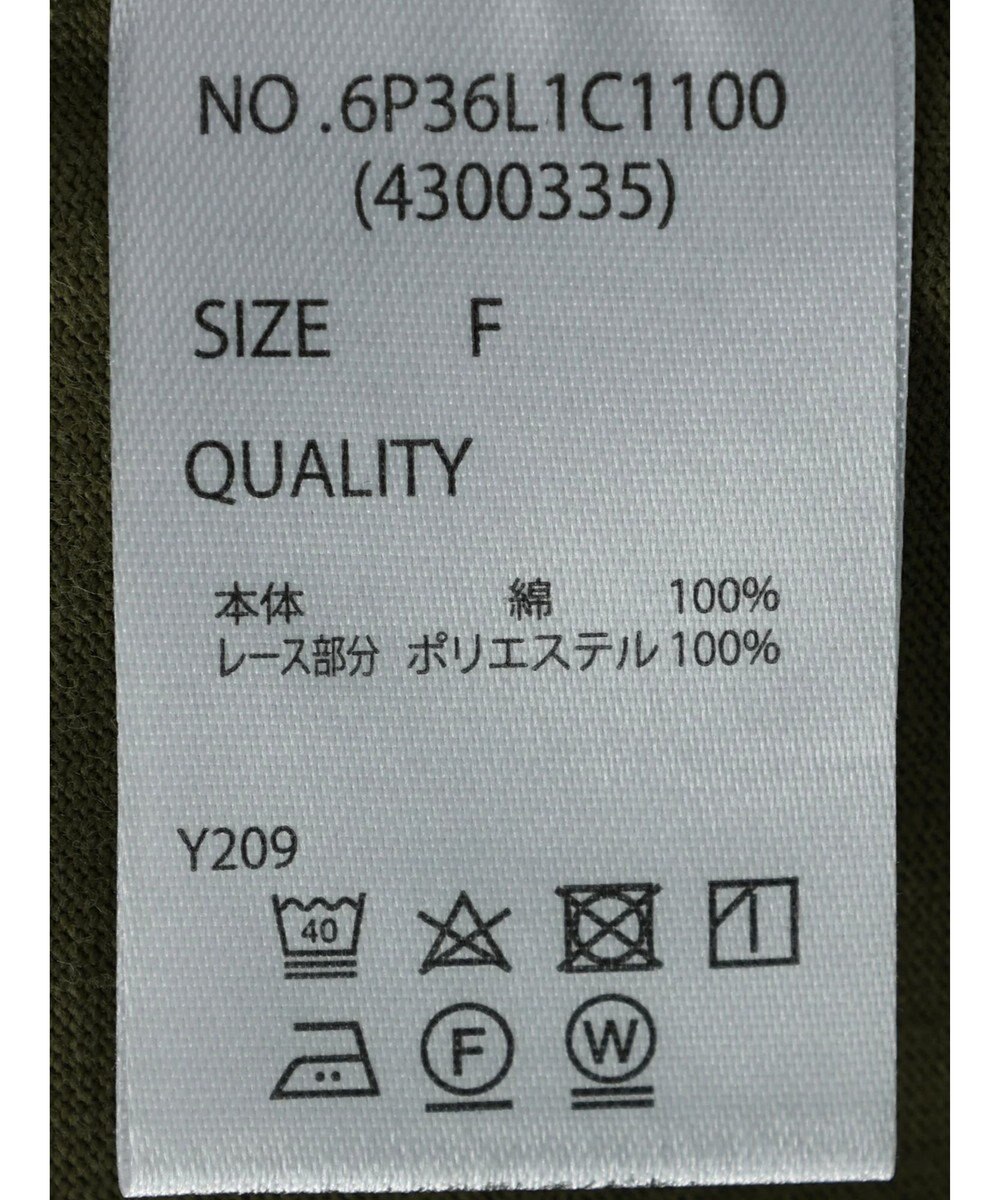 NO.6P36L1C1100
(4300335)
SIZE F
QUALITY
本体 綿 100%
レース部分 ポリエステル 100%
Y209
40
F W